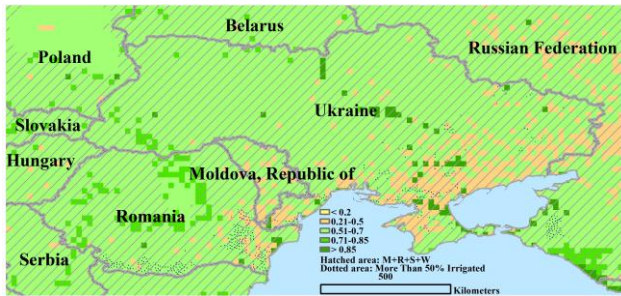 Belarus
Poland
Russian Federation
Ukraine
Slovakia
Hungary
Moldova, Republic of
Romania
Serbia
< 0.2
0.21-0.5
0.51-0.7
0.71-0.85
> 0.85
Hatched area: M+R+S+W
Dotted area: More Than 50% Irrigated
500
Kilometers